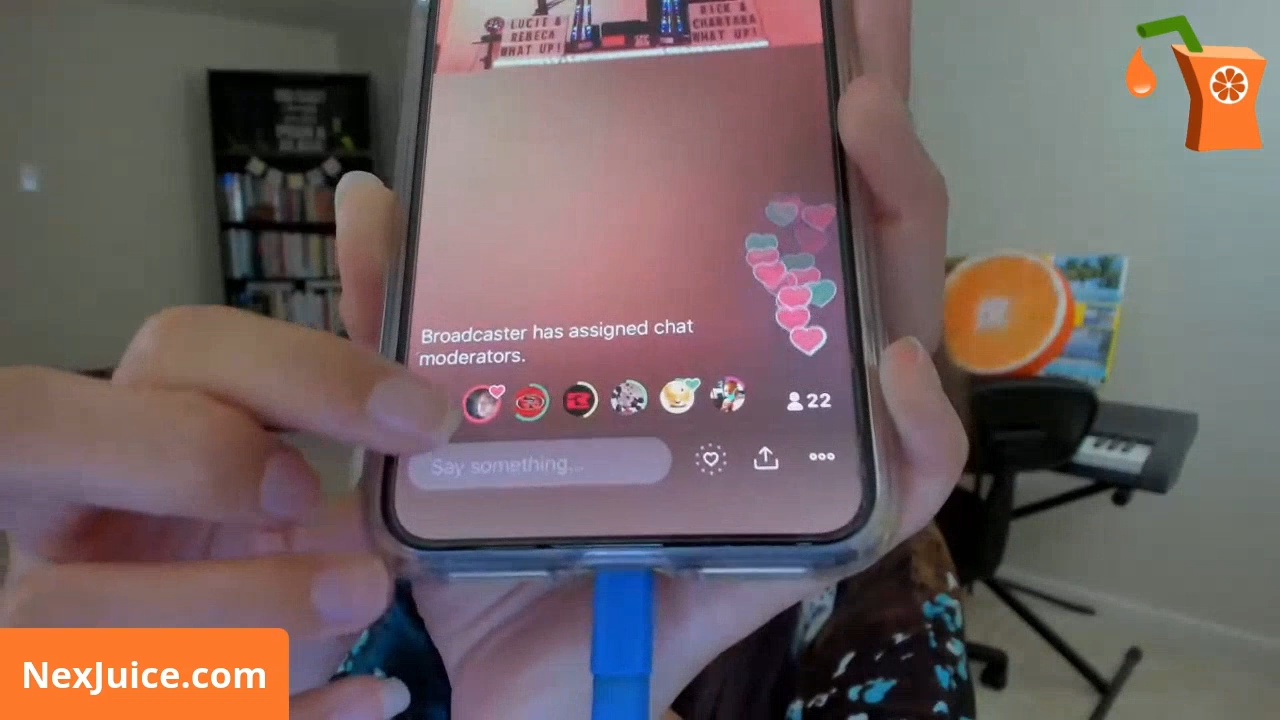 LUCIE &
REBECA
WHAT UP!
RICK &
CHANTARA
WHAT UP!
Broadcaster has assigned chat
moderators.
22
Say something...
NexJuice.com